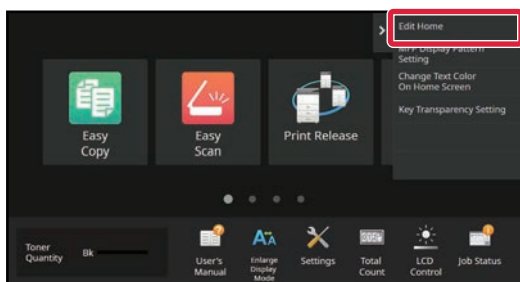 Edit Home
MFP Display Pattern
Setting
Change Text Color
On Home Screen
Key Transparency Setting
Easy
Copy
Easy
Scan
Print Release
Toner
Quantity
Bk
User's
Manual
Enlarge
Display
Mode
Settings
Total
Count
LCD
Control
Job Status